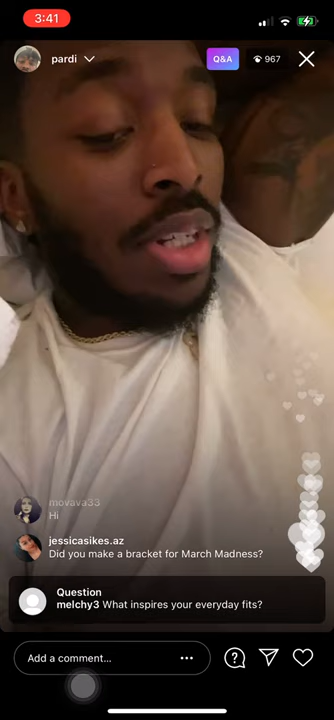 3:41
pardi
Q&A
967
movava33
Hi
jessicasikes.az
Did you make a bracket for March Madness?
Question
melchy3 What inspires your everyday fits?
Add a comment...